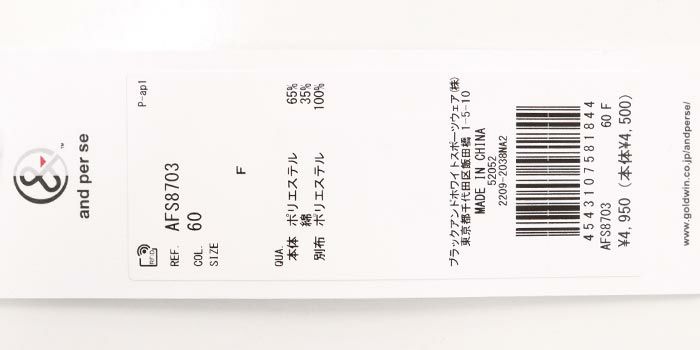 &
TM
and per se
P-ap1
RFID
REF. AFS8703
COL. 60
SIZE F
QUA.
本体 ポリエステル 65%
綿 35%
別布 ポリエステル 100%
ブラックアンドホワイトスポーツウェア(株)
東京都千代田区飯田橋 1-5-10
MADE IN CHINA
52052
2209-2038NA2
4543107581844
AFS8703 60 F
¥4,950 (本体¥4,500)
www.goldwin.co.jp/andperse/